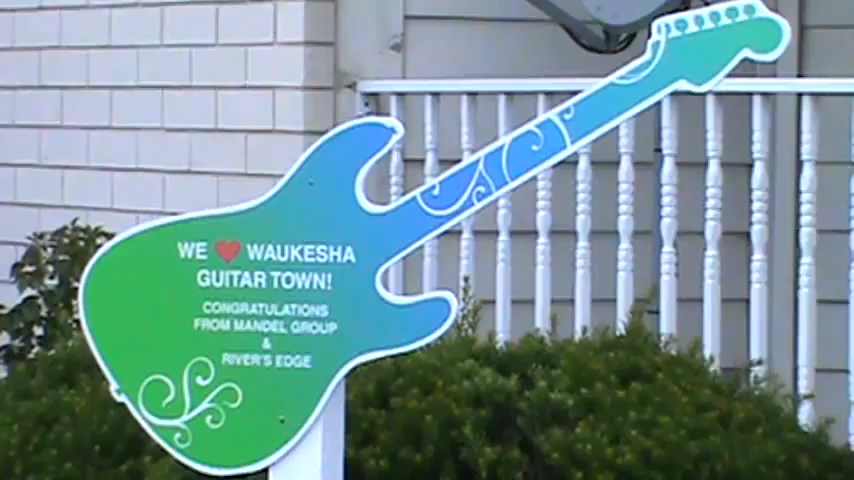 WE ❤ WAUKESHA
GUITAR TOWN!
CONGRATULATIONS
FROM MANDEL GROUP
&
RIVER'S EDGE